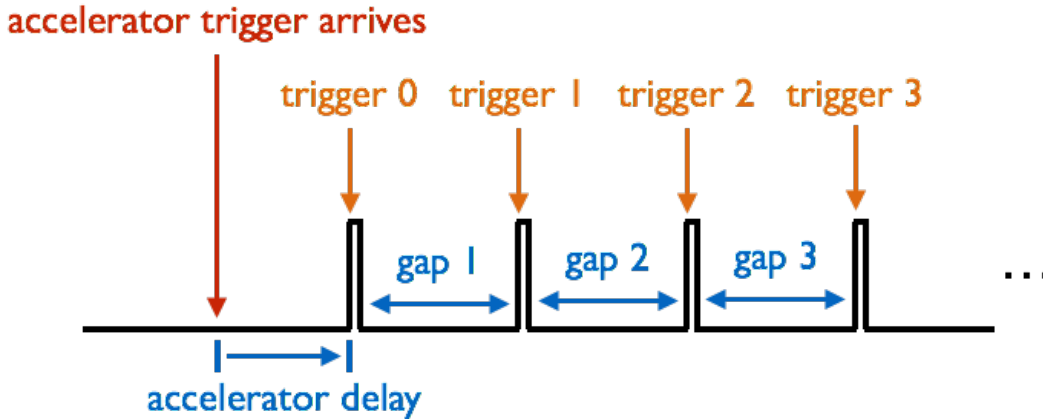 accelerator trigger arrives
trigger 0 trigger 1 trigger 2 trigger 3
gap 1 gap 2 gap 3
...
accelerator delay